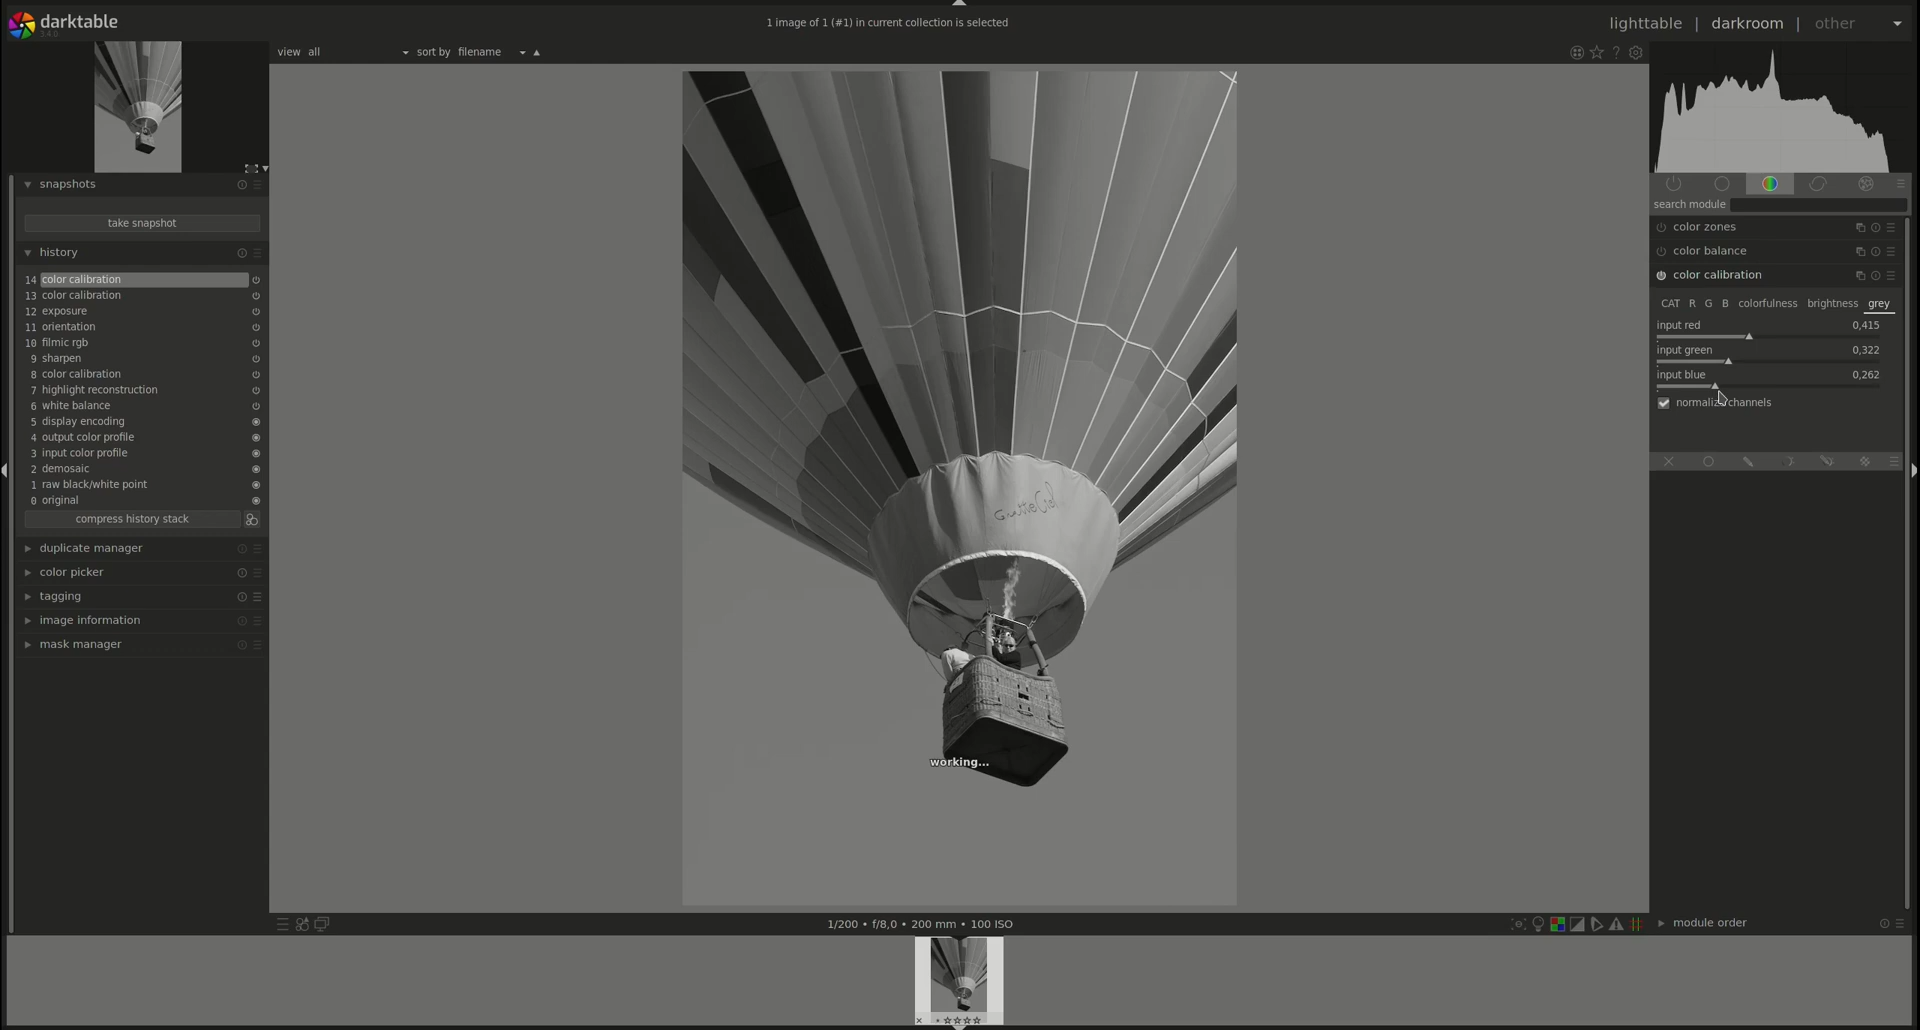 darktable
5.4.0
1 image of 1 (#1) in current collection is selected
lighttable | darkroom | other
view all sort by filename
snapshots
take snapshot
history
14 color calibration
13 color calibration
12 exposure
11 orientation
10 filmic rgb
9 sharpen
8 color calibration
7 highlight reconstruction
6 white balance
5 display encoding
4 output color profile
3 input color profile
2 demosaic
1 raw black/white point
0 original
compress history stack
duplicate manager
color picker
tagging
image information
mask manager
working...
1/200 • f/8,0 • 200 mm • 100 ISO
search module
color zones
color balance
color calibration
CAT R G B colorfulness brightness grey
input red 0,415
input green 0,322
input blue 0,262
channels
module order